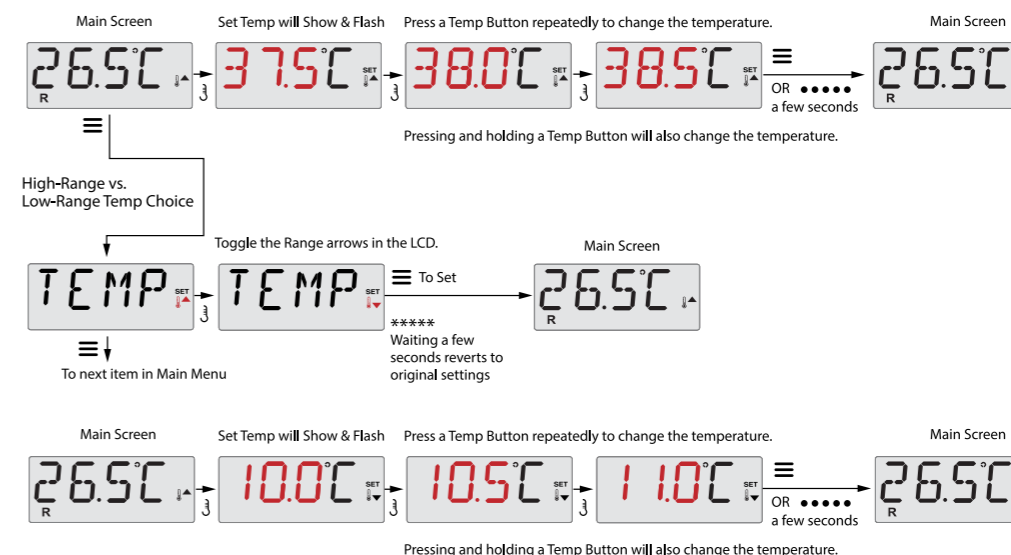 Main Screen
Set Temp will Show & Flash
Press a Temp Button repeatedly to change the temperature.
Main Screen
26.5°C
R
SET
37.5°C
SET
38.0°C
SET
38.5°C
OR •••••
a few seconds
26.5°C
R
Pressing and holding a Temp Button will also change the temperature.
High-Range vs.
Low-Range Temp Choice
Toggle the Range arrows in the LCD.
Main Screen
TEMP
SET
TEMP
SET
To Set
26.5°C
R
*****
Waiting a few
seconds reverts to
original settings
To next item in Main Menu
Main Screen
Set Temp will Show & Flash
Press a Temp Button repeatedly to change the temperature.
Main Screen
26.5°C
R
10.0°C
SET
10.5°C
SET
11.0°C
SET
OR •••••
a few seconds
26.5°C
R
Pressing and holding a Temp Button will also change the temperature.